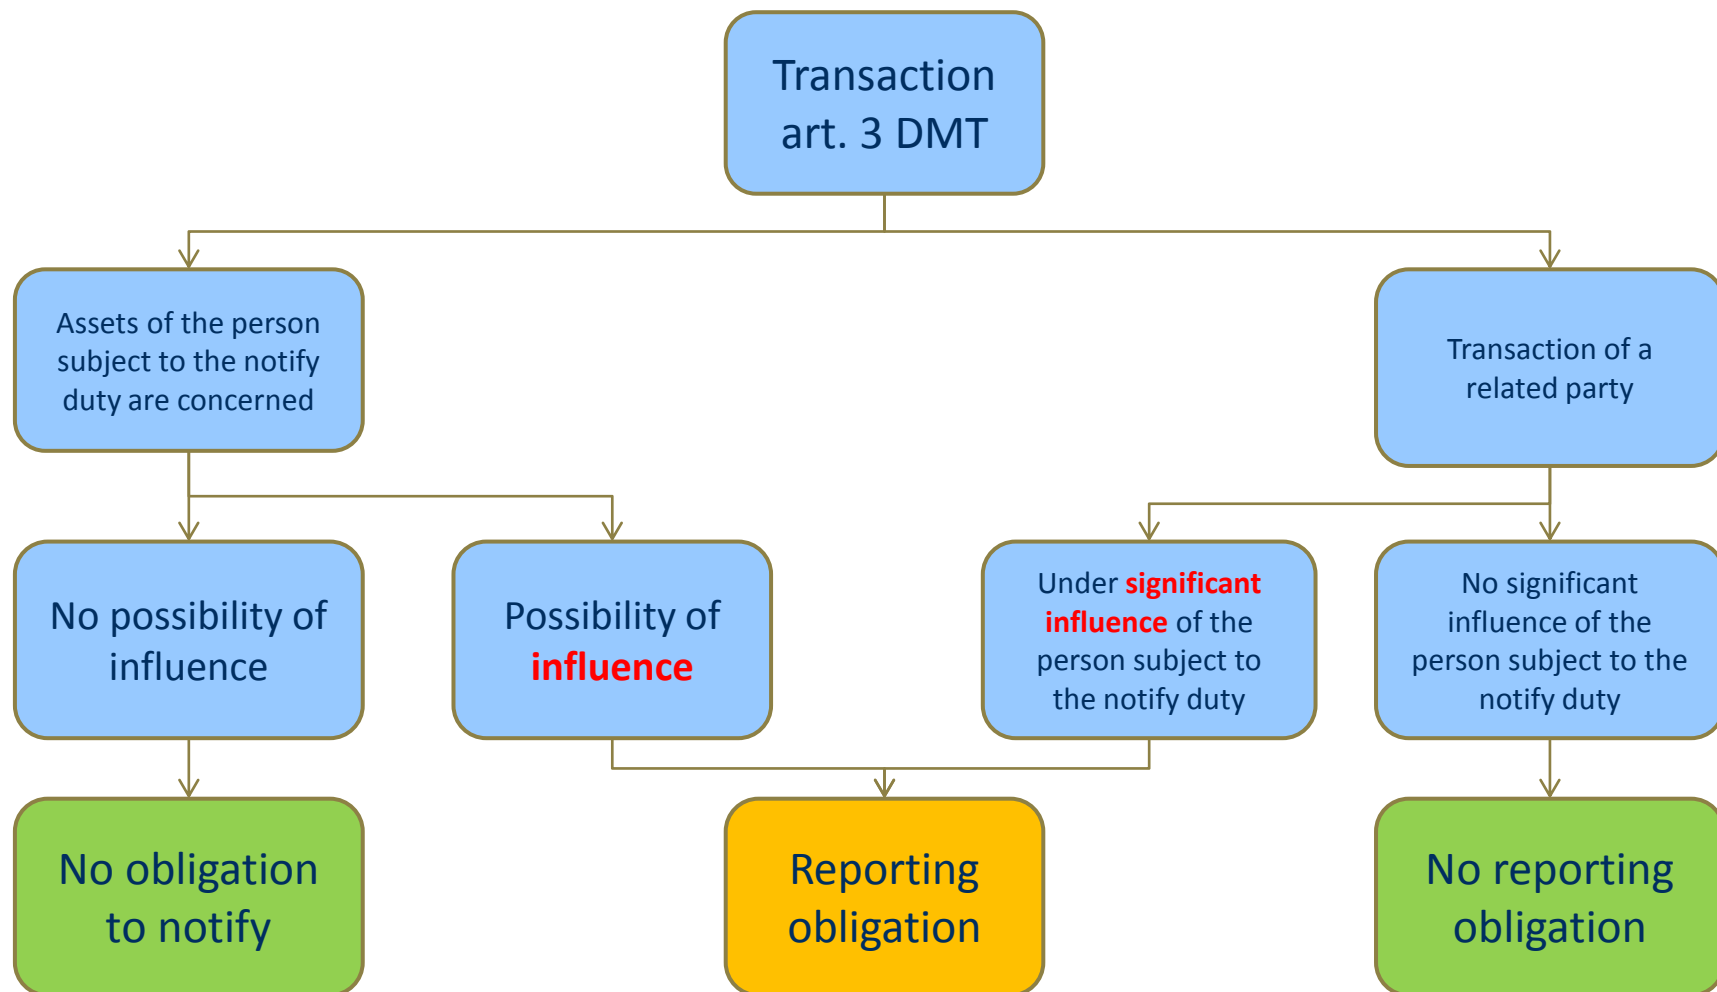 Transaction
art. 3 DMT
Assets of the person
subject to the notify
duty are concerned
Transaction of a
related party
No possibility of
influence
Possibility of
influence
Under significant
influence of the
person subject to
the notify duty
No significant
influence of the
person subject to the
notify duty
No obligation
to notify
Reporting
obligation
No reporting
obligation